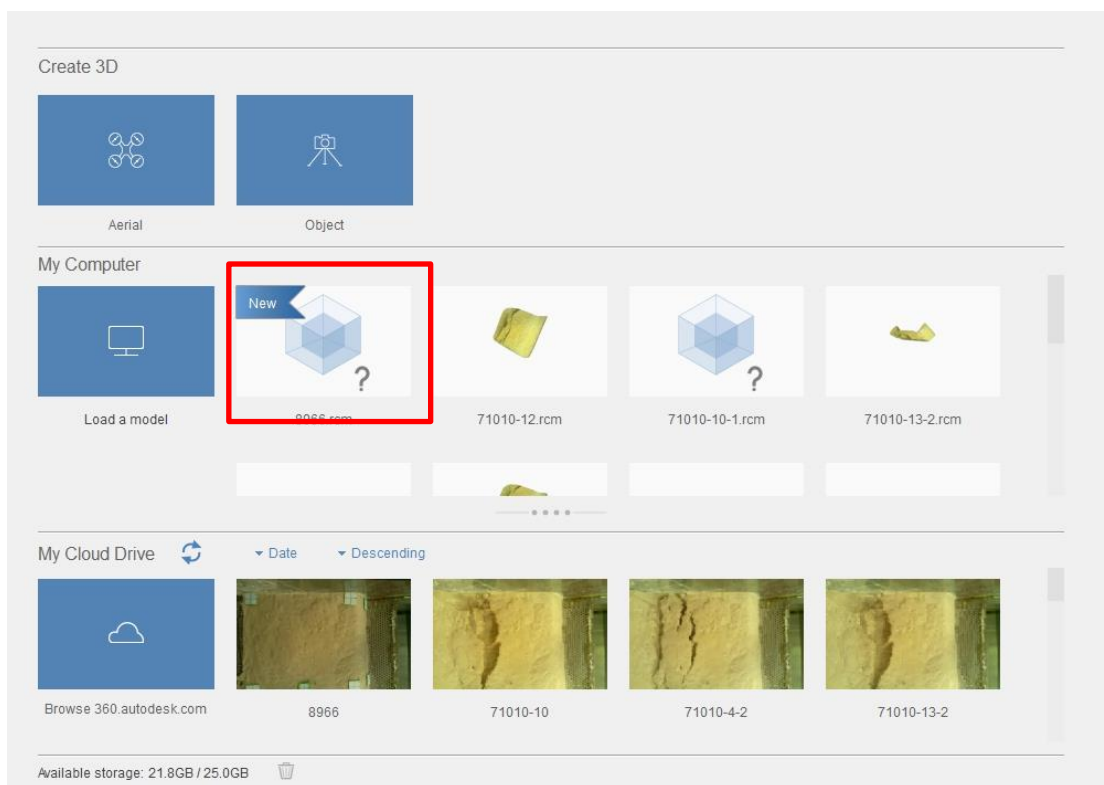 Create 3D
Aerial
Object
My Computer
New
?
?
Load a model
8966.rcm
71010-12.rcm
71010-10-1.rcm
71010-13-2.rcm
My Cloud Drive
Date
Descending
Browse 360.autodesk.com
8966
71010-10
71010-4-2
71010-13-2
Available storage: 21.8GB / 25.0GB